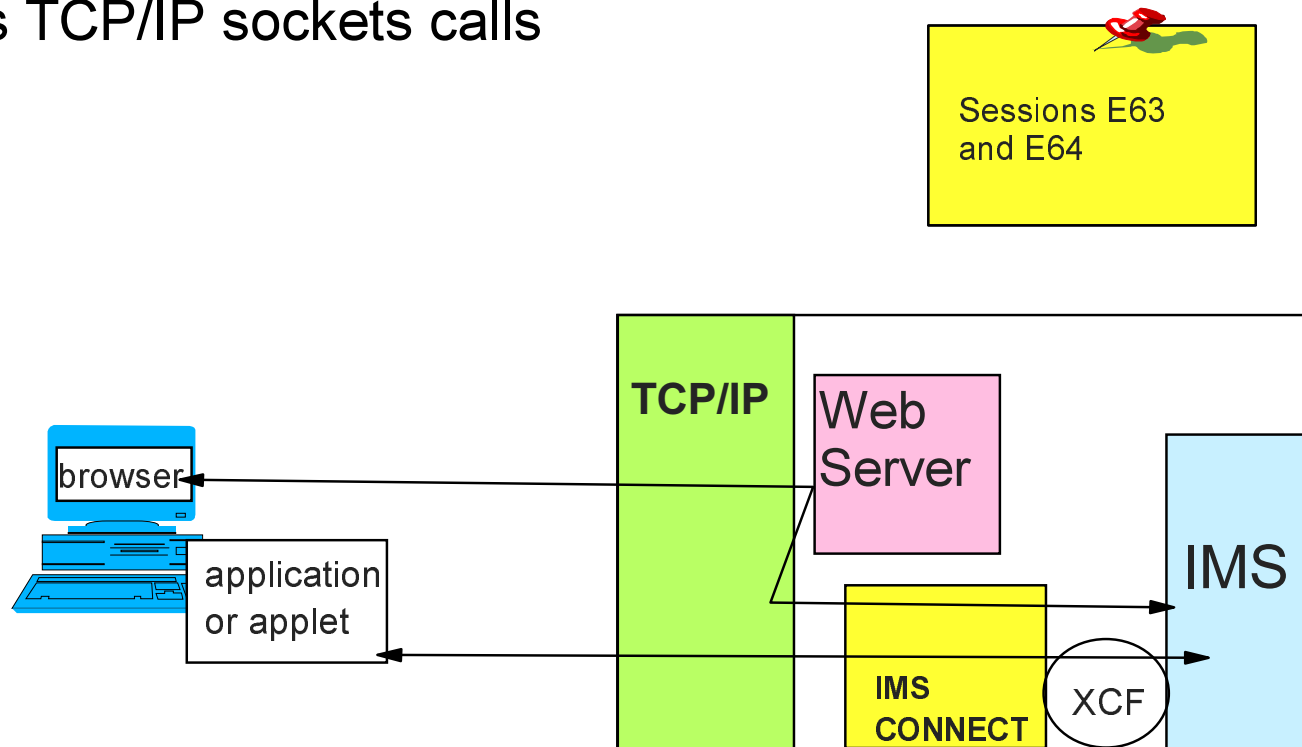 s TCP/IP sockets calls
Sessions E63
and E64
TCP/IP
Web
Server
browser
IMS
application
or applet
IMS
CONNECT
XCF